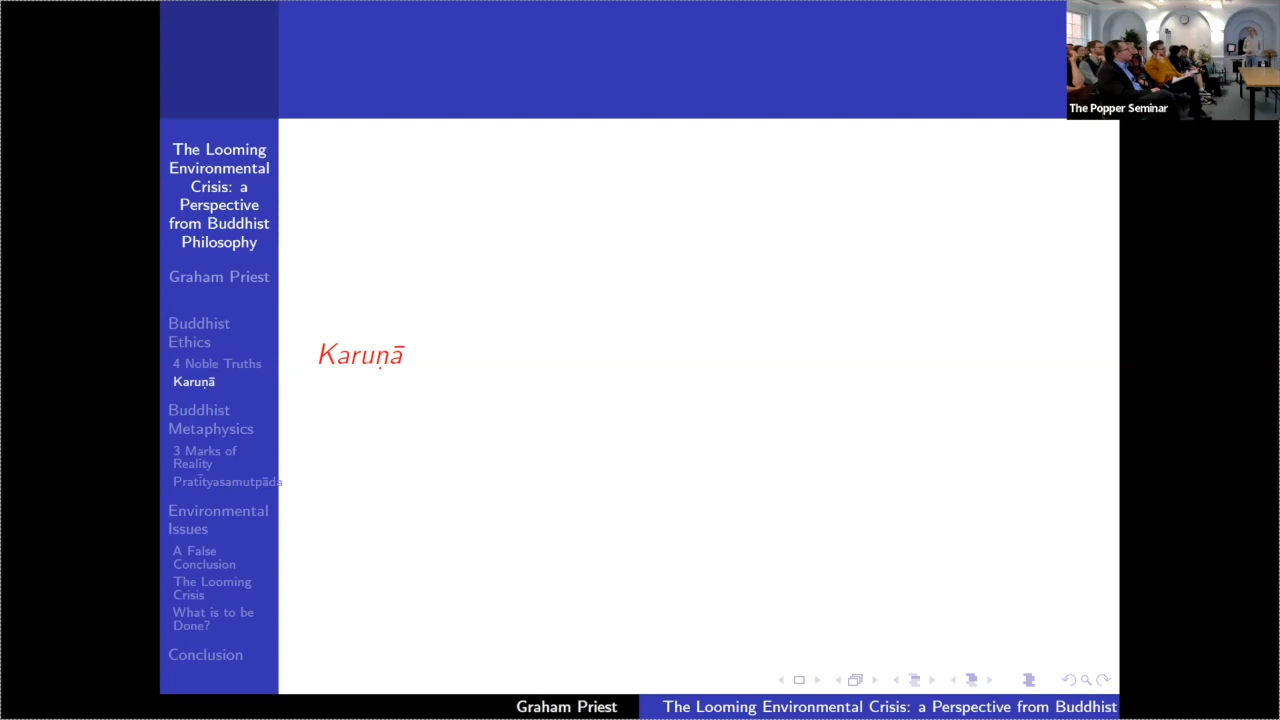 The Popper Seminar
The Looming
Environmental
Crisis: a
Perspective
from Buddhist
Philosophy
Graham Priest
Buddhist
Ethics
4 Noble Truths
Karuṇā
Buddhist
Metaphysics
3 Marks of
Reality
Pratītyasamutpāda
Environmental
Issues
A False
Conclusion
The Looming
Crisis
What is to be
Done?
Conclusion
Karuṇā
Graham Priest
The Looming Environmental Crisis: a Perspective from Buddhist